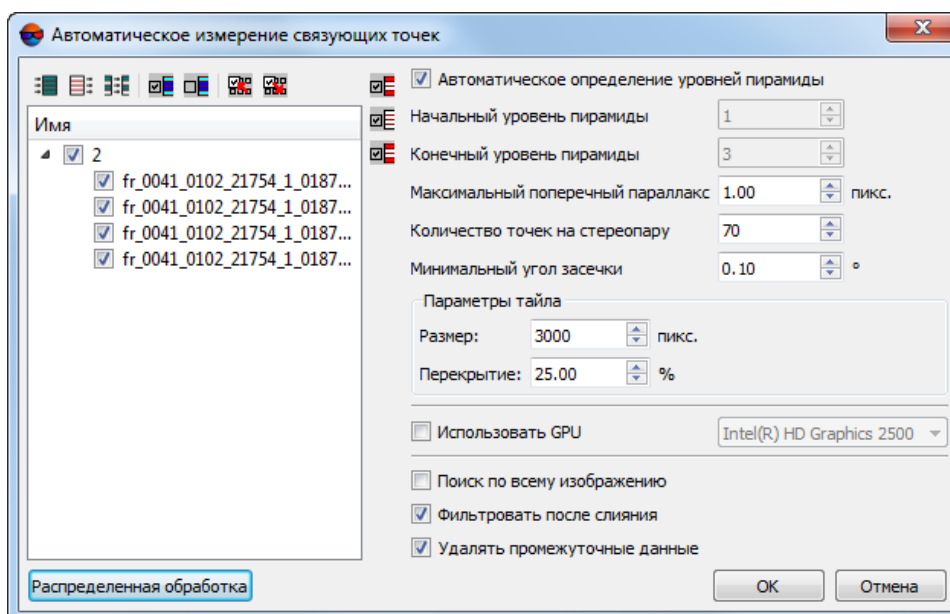 Автоматическое измерение связующих точек
Имя
2
fr_0041_0102_21754_1_0187...
fr_0041_0102_21754_1_0187...
fr_0041_0102_21754_1_0187...
fr_0041_0102_21754_1_0187...
Распределенная обработка
Автоматическое определение уровней пирамиды
Начальный уровень пирамиды 1
Конечный уровень пирамиды 3
Максимальный поперечный параллакс 1.00 пикс.
Количество точек на стереопару 70
Минимальный угол засечки 0.10 °
Параметры тайла
Размер: 3000 пикс.
Перекрытие: 25.00 %
Использовать GPU Intel(R) HD Graphics 2500
Поиск по всему изображению
Фильтровать после слияния
Удалять промежуточные данные
OK Отмена